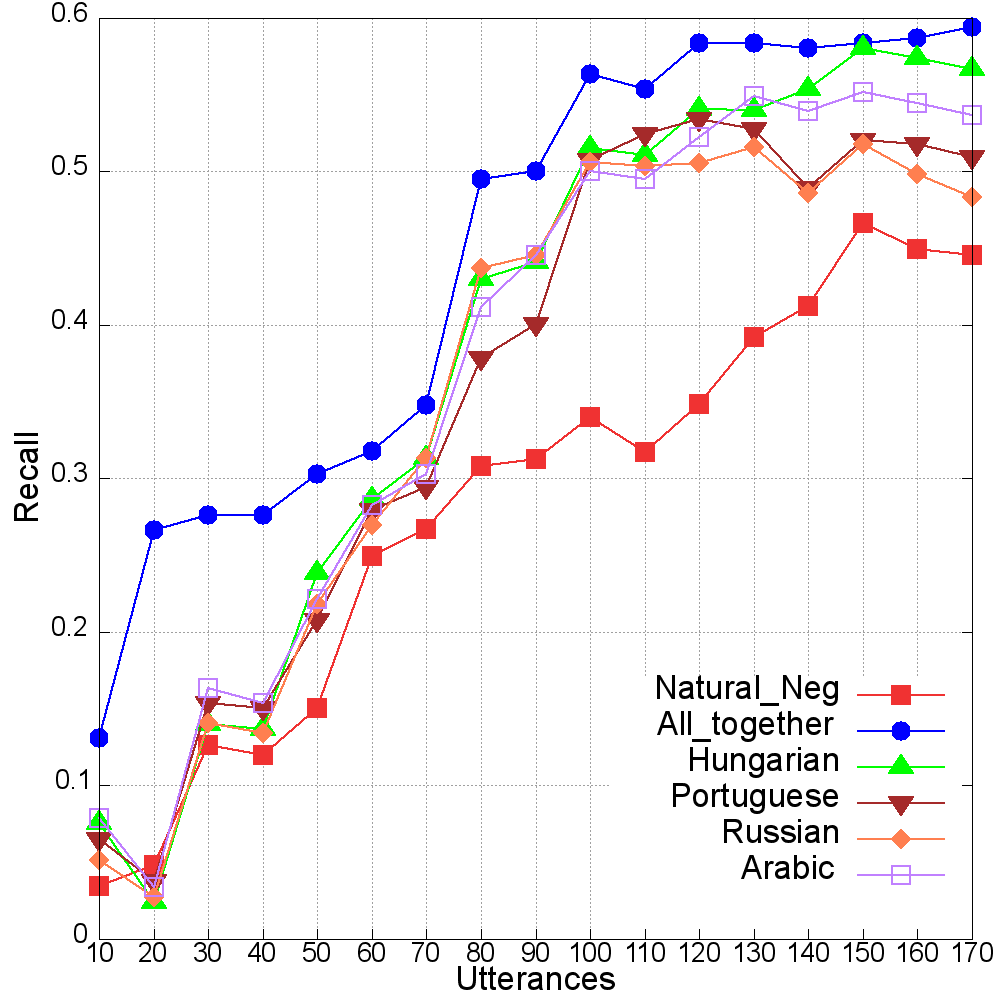 0.6
0.5
0.4
0.3
0.2
0.1
0
Recall
Natural_Neg
All_together
Hungarian
Portuguese
Russian
Arabic
10 20 30 40 50 60 70 80 90 100 110 120 130 140 150 160 170
Utterances